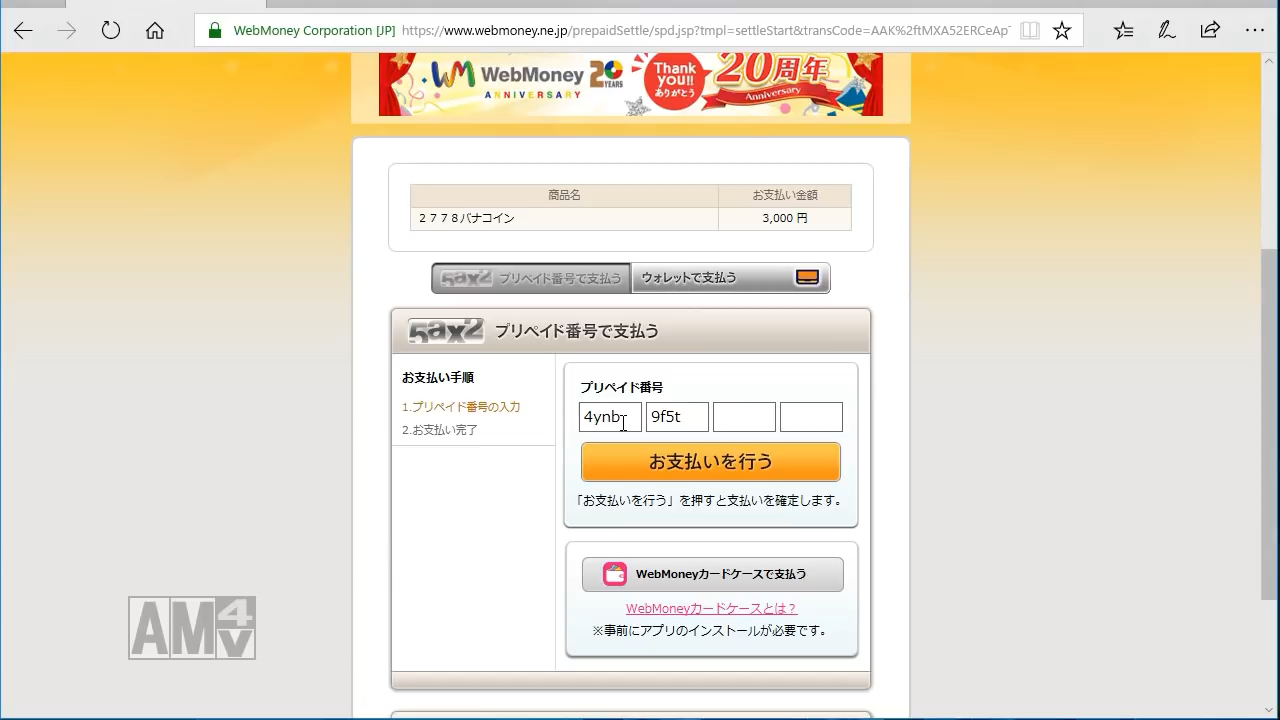 WebMoney Corporation [JP] https://www.webmoney.ne.jp/prepaidSettle/spd.jsp?tmpl=settleStart&transCode=AAK%2ftMXA52ERCeApT
WM WebMoney 20 YEARS
ANNIVERSARY
Thank you!! ありがとう
20周年
Anniversary
商品名 お支払い金額
2778バナコイン 3,000 円
5ax2 プリペイド番号で支払う ウォレットで支払う
5ax2 プリペイド番号で支払う
お支払い手順
1.プリペイド番号の入力
2.お支払い完了
プリペイド番号
4ynb 9f5t
お支払いを行う
「お支払いを行う」を押すと支払いを確定します。
WebMoneyカードケースで支払う
WebMoneyカードケースとは?
※事前にアプリのインストールが必要です。
AM4V